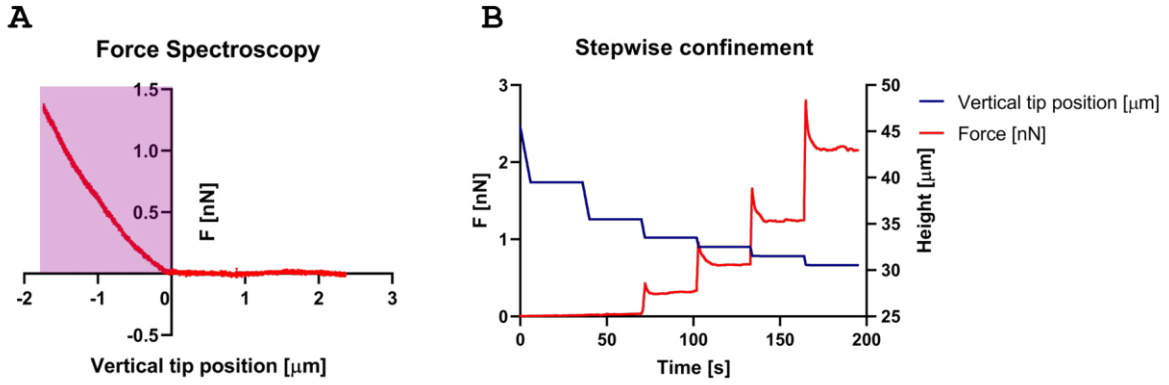 A
Force Spectroscopy
1.5
1.0
0.5
-0.5
F [nN]
-2 -1 0 1 2 3
Vertical tip position [μm]
B
Stepwise confinement
3
2
1
0
F [nN]
50
45
40
35
30
25
Height [μm]
0 50 100 150 200
Time [s]
Vertical tip position [μm]
Force [nN]